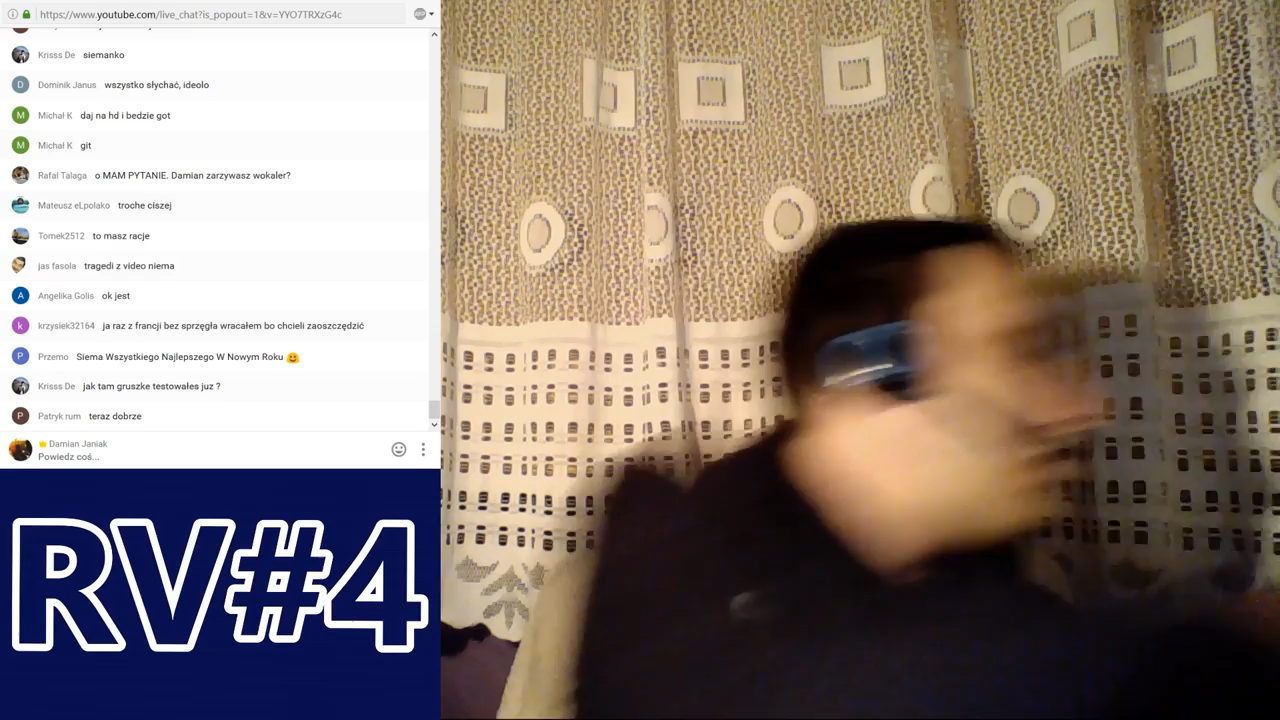 https://www.youtube.com/live_chat?is_popout=1&v=YYO7TRXzG4c
Krisss De siemanko
Dominik Janus wszystko słychać, ideolo
Michał K daj na hd i bedzie got
Michał K git
Rafal Talaga o MAM PYTANIE. Damian zarzywasz wokaler?
Mateusz eLpolako troche ciszej
Tomek2512 to masz racje
jas fasola tragedi z video niema
Angelika Golis ok jest
krzysiek32164 ja raz z francji bez sprzęgła wracałem bo chcieli zaoszczędzić
Przemo Siema Wszystkiego Najlepszego W Nowym Roku
Krisss De jak tam gruszke testowałes juz ?
Patryk rum teraz dobrze
Damian Janiak
Powiedz coś...
RV#4